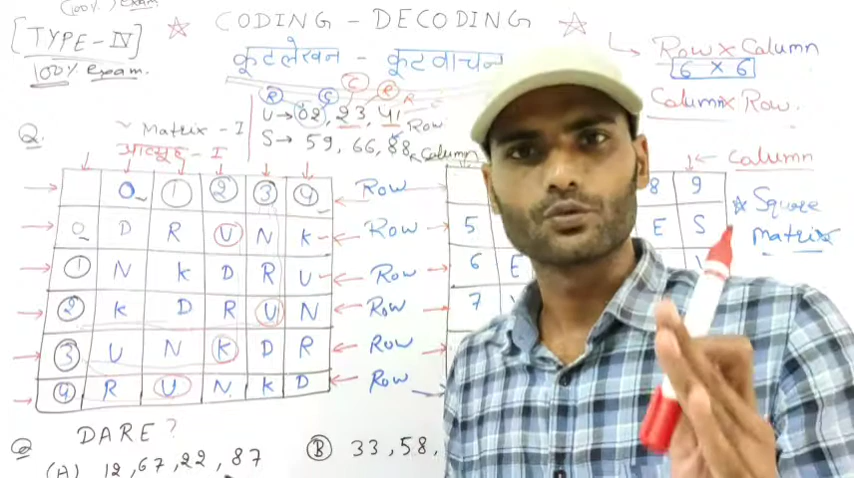 (100%) exam
CODING - DECODING
[TYPE-IV]
100% exam.
कूटलेखन - कूटवाचन
Row x Column
6 x 6
Column x Row.
Q.
Matrix - I
आव्यूह - I
R C C R R
U → 02, 23, 41 Row
S → 59, 66, 88 Column
Column
0 1 2 3 4 Row
0 D R U N K Row
1 N K D R U Row
2 K D R U N Row
3 U N K D R Row
4 R U N K D Row
8 9
5 E S
6 E
7
Square
matrix
Q DARE ?
(A) 12, 67, 22, 87
(B) 33, 58,